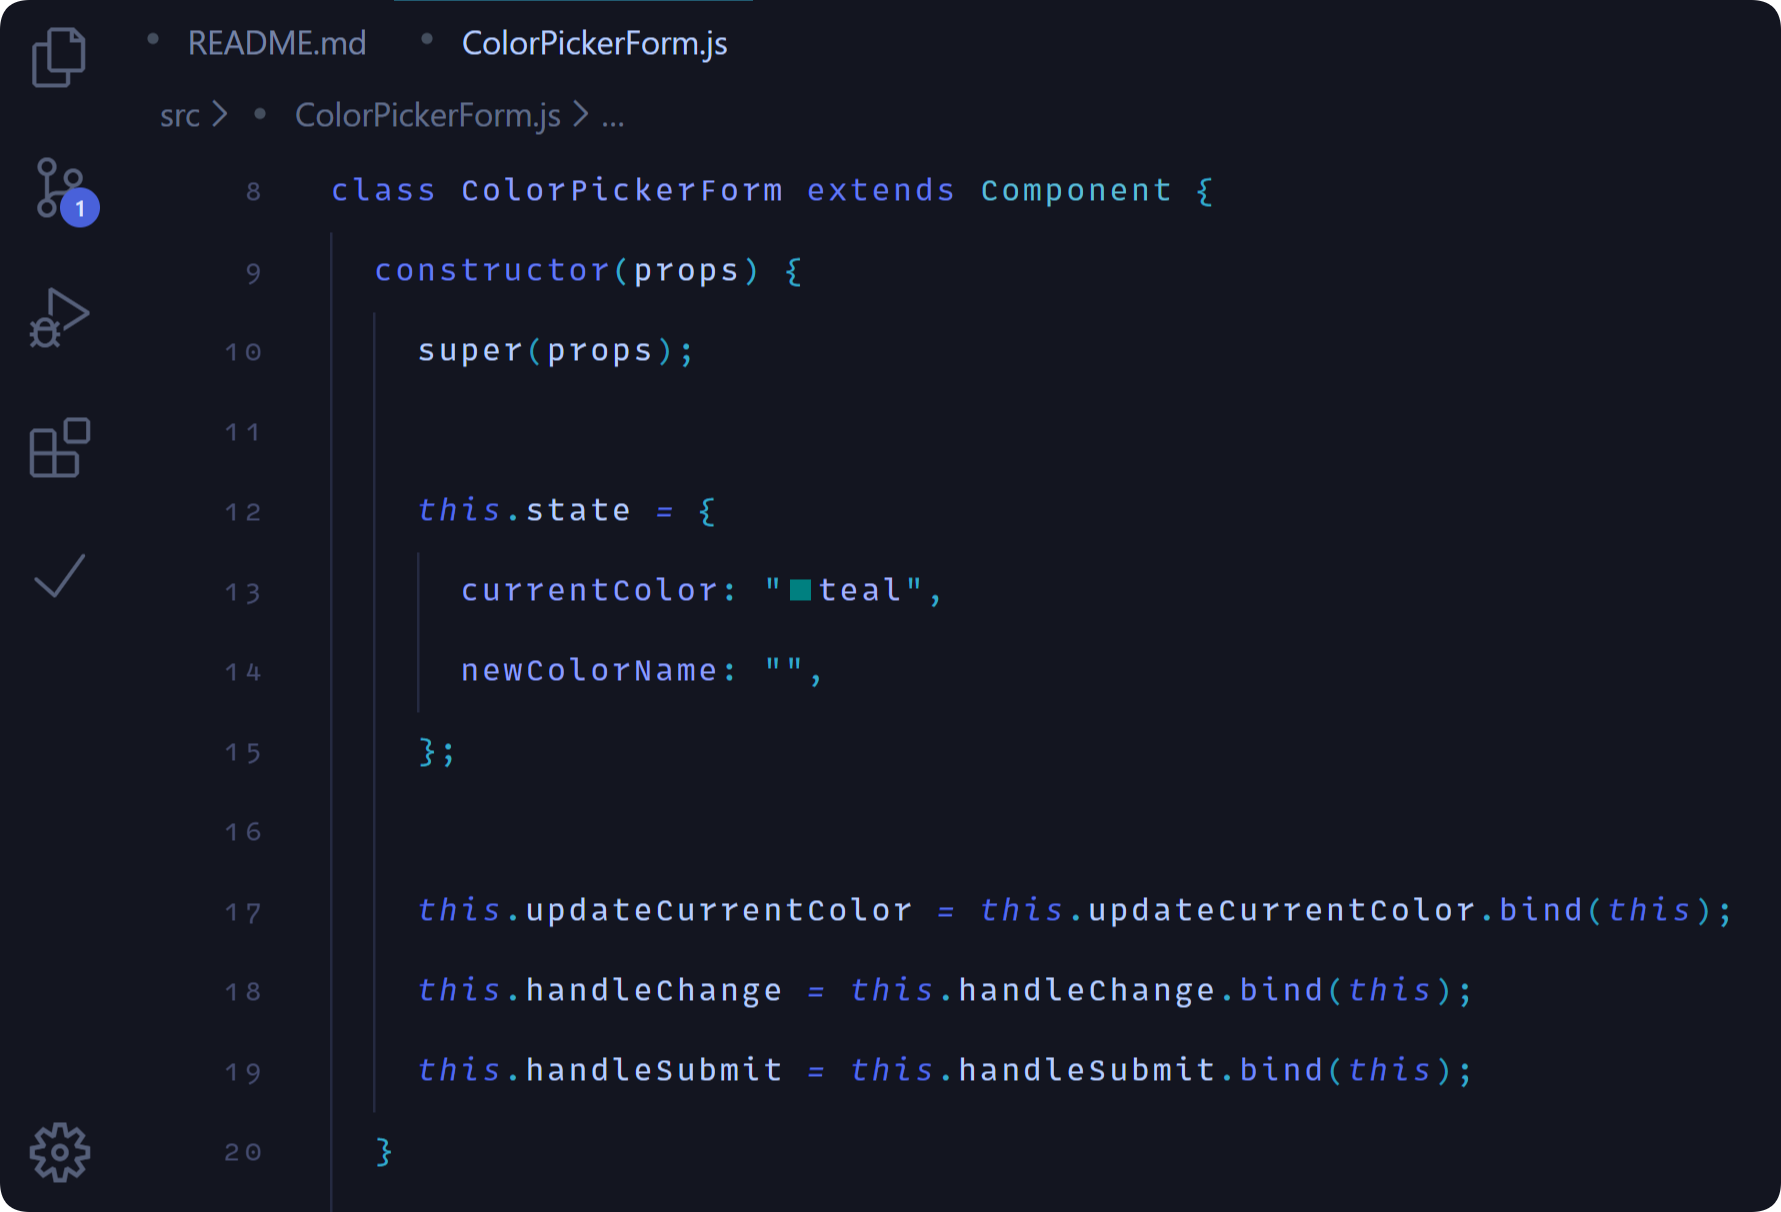 README.md ColorPickerForm.js
src > ColorPickerForm.js > ...
1
8 class ColorPickerForm extends Component {
9 constructor(props) {
10 super(props);
11
12 this.state = {
13 currentColor: "teal",
14 newColorName: "",
15 };
16
17 this.updateCurrentColor = this.updateCurrentColor.bind(this);
18 this.handleChange = this.handleChange.bind(this);
19 this.handleSubmit = this.handleSubmit.bind(this);
20 }